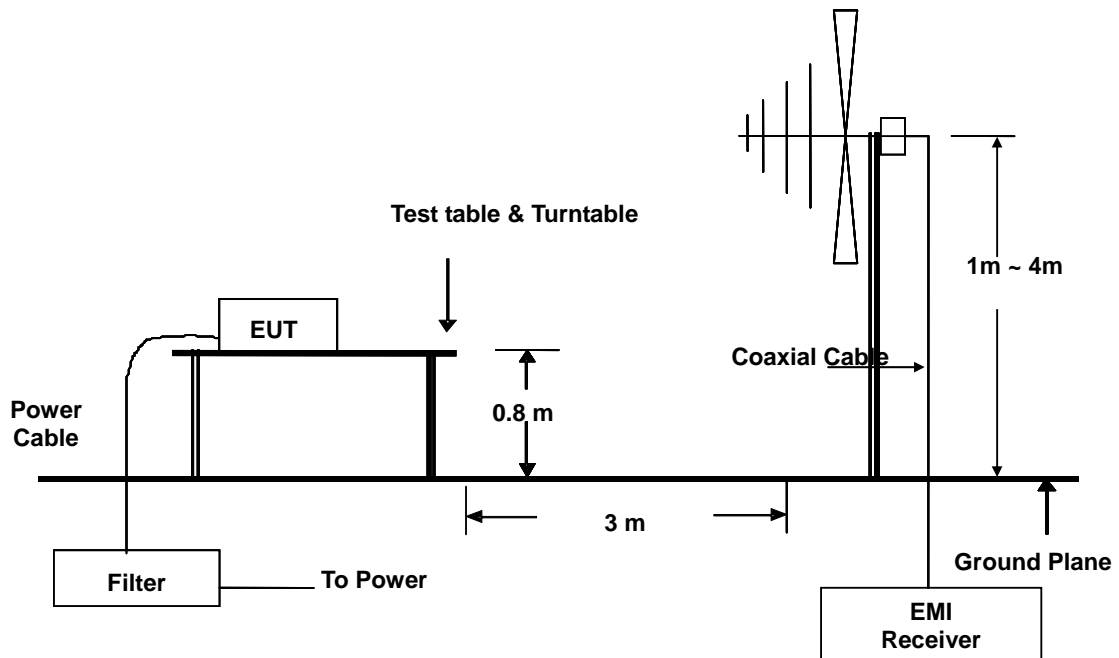 Test table & Turntable
1m ~ 4m
EUT
Coaxial Cable
0.8 m
Power
Cable
3 m
Ground Plane
Filter
To Power
EMI
Receiver